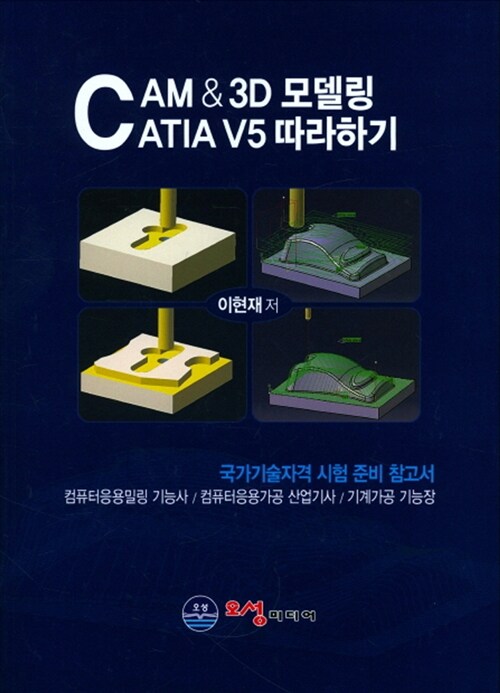 CAM & 3D 모델링
CATIA V5 따라하기
이현재 저
국가기술자격 시험 준비 참고서
컴퓨터응용밀링 기능사 / 컴퓨터응용가공 산업기사 / 기계가공 기능장
오성
오성미디어